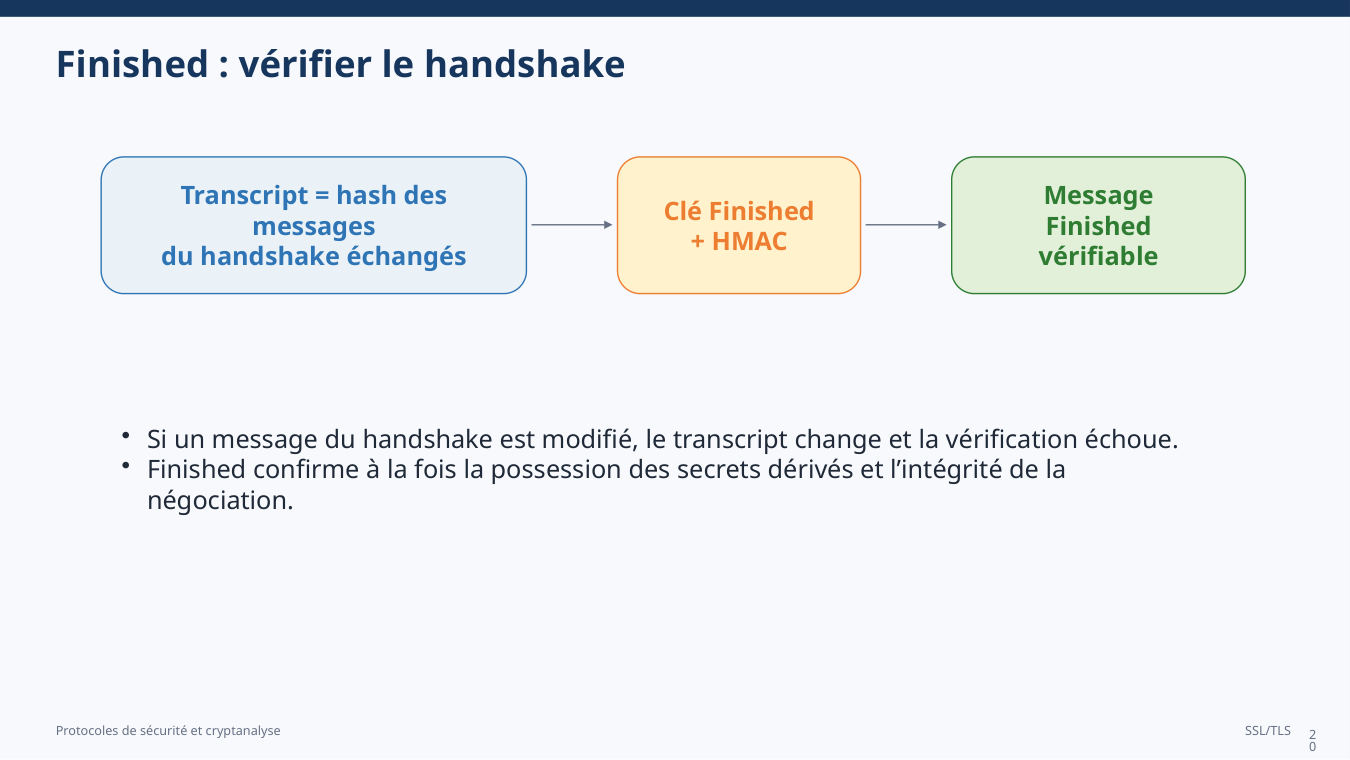 Finished : vérifier le handshake
Transcript = hash des
messages
du handshake échangés
Clé Finished
+ HMAC
Message
Finished
vérifiable
• Si un message du handshake est modifié, le transcript change et la vérification échoue.
• Finished confirme à la fois la possession des secrets dérivés et l’intégrité de la
négociation.
Protocoles de sécurité et cryptanalyse
SSL/TLS
2
0